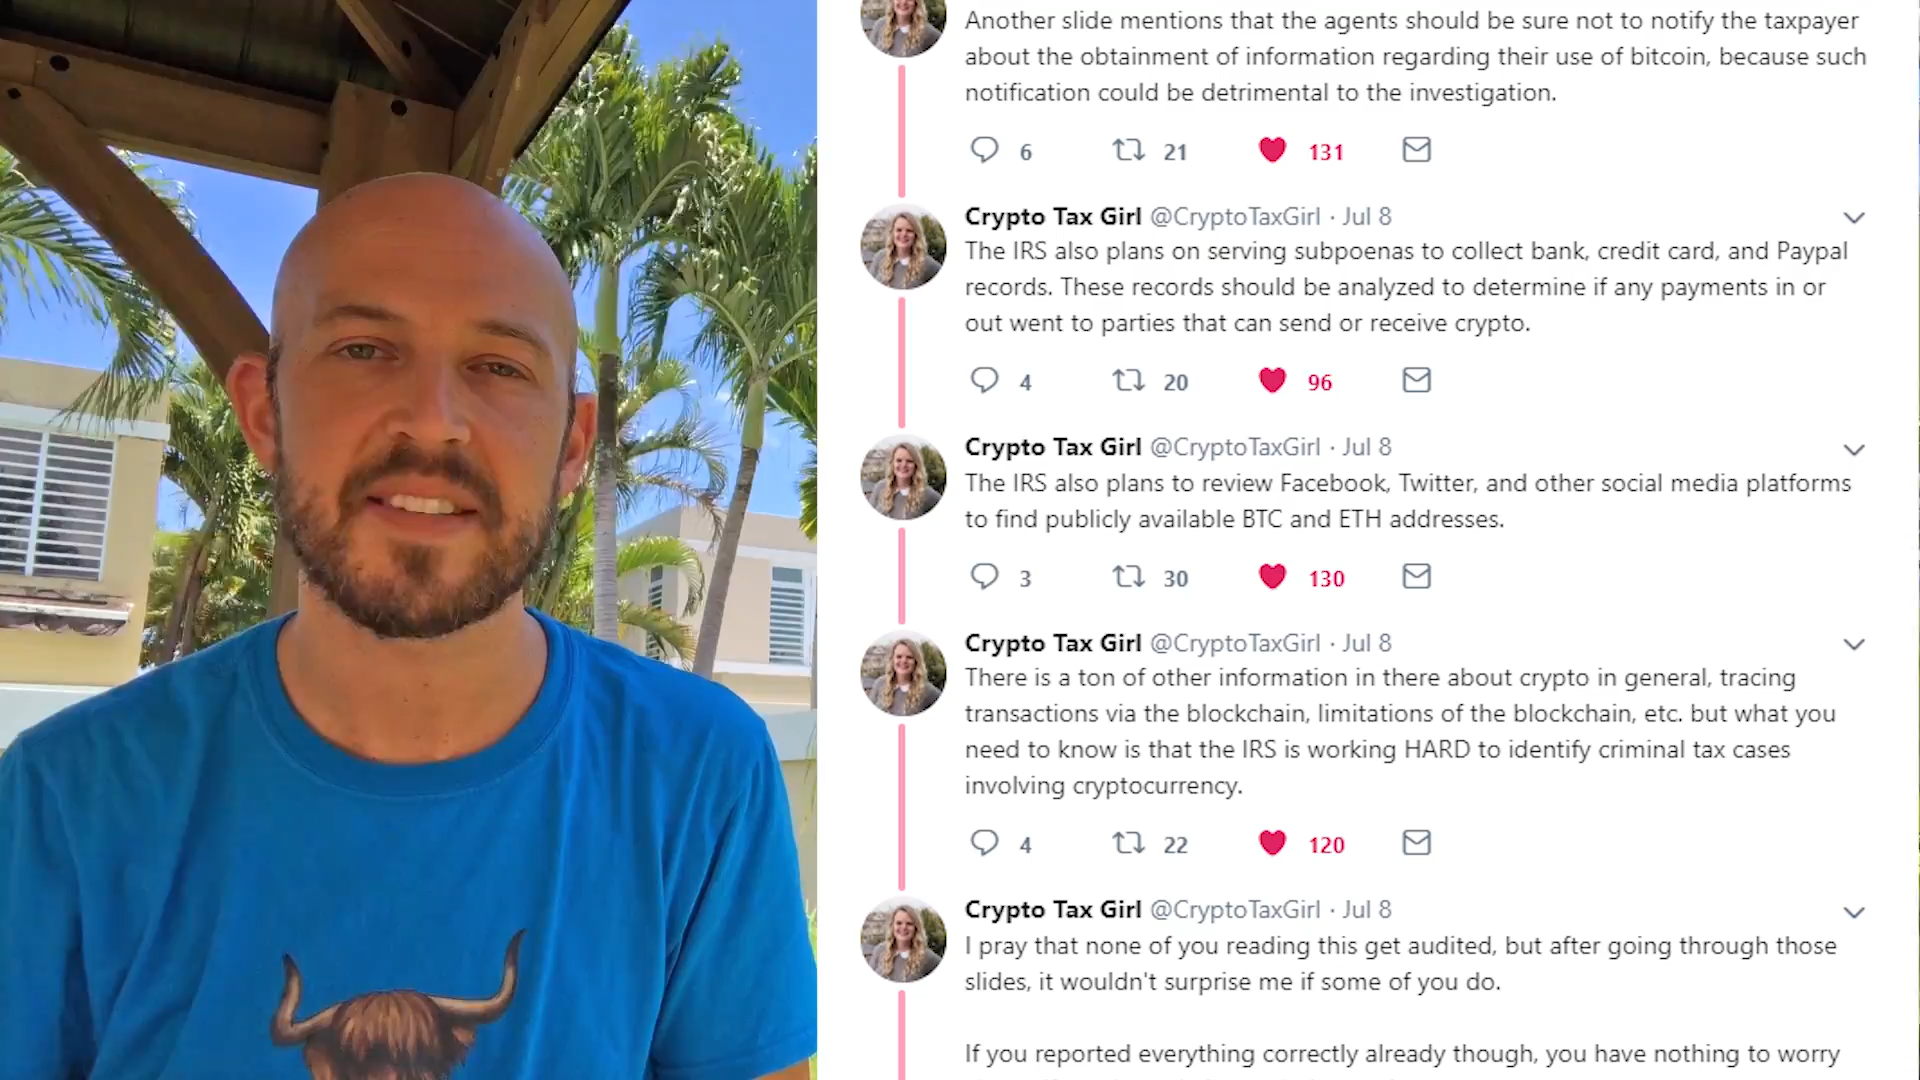 Another slide mentions that the agents should be sure not to notify the taxpayer
about the obtainment of information regarding their use of bitcoin, because such
notification could be detrimental to the investigation.
6 21 131
Crypto Tax Girl @CryptoTaxGirl · Jul 8
The IRS also plans on serving subpoenas to collect bank, credit card, and Paypal
records. These records should be analyzed to determine if any payments in or
out went to parties that can send or receive crypto.
4 20 96
Crypto Tax Girl @CryptoTaxGirl · Jul 8
The IRS also plans to review Facebook, Twitter, and other social media platforms
to find publicly available BTC and ETH addresses.
3 30 130
Crypto Tax Girl @CryptoTaxGirl · Jul 8
There is a ton of other information in there about crypto in general, tracing
transactions via the blockchain, limitations of the blockchain, etc. but what you
need to know is that the IRS is working HARD to identify criminal tax cases
involving cryptocurrency.
4 22 120
Crypto Tax Girl @CryptoTaxGirl · Jul 8
I pray that none of you reading this get audited, but after going through those
slides, it wouldn't surprise me if some of you do.
If you reported everything correctly already though, you have nothing to worry